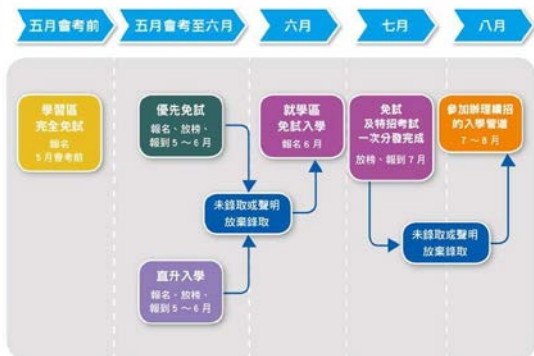 五月會考前
五月會考至六月
六月
七月
八月
學習區
完全免試
報名
5月會考前
優先免試
報名、放榜、
報到 5～6 月
就學區
免試入學
報名 6 月
免試
及特招考試
一次分發完成
放榜、報到 7 月
參加辦理續招
的入學管道
7～8 月
未錄取或聲明
放棄錄取
未錄取或聲明
放棄錄取
直升入學
報名、放榜、
報到 5～6 月